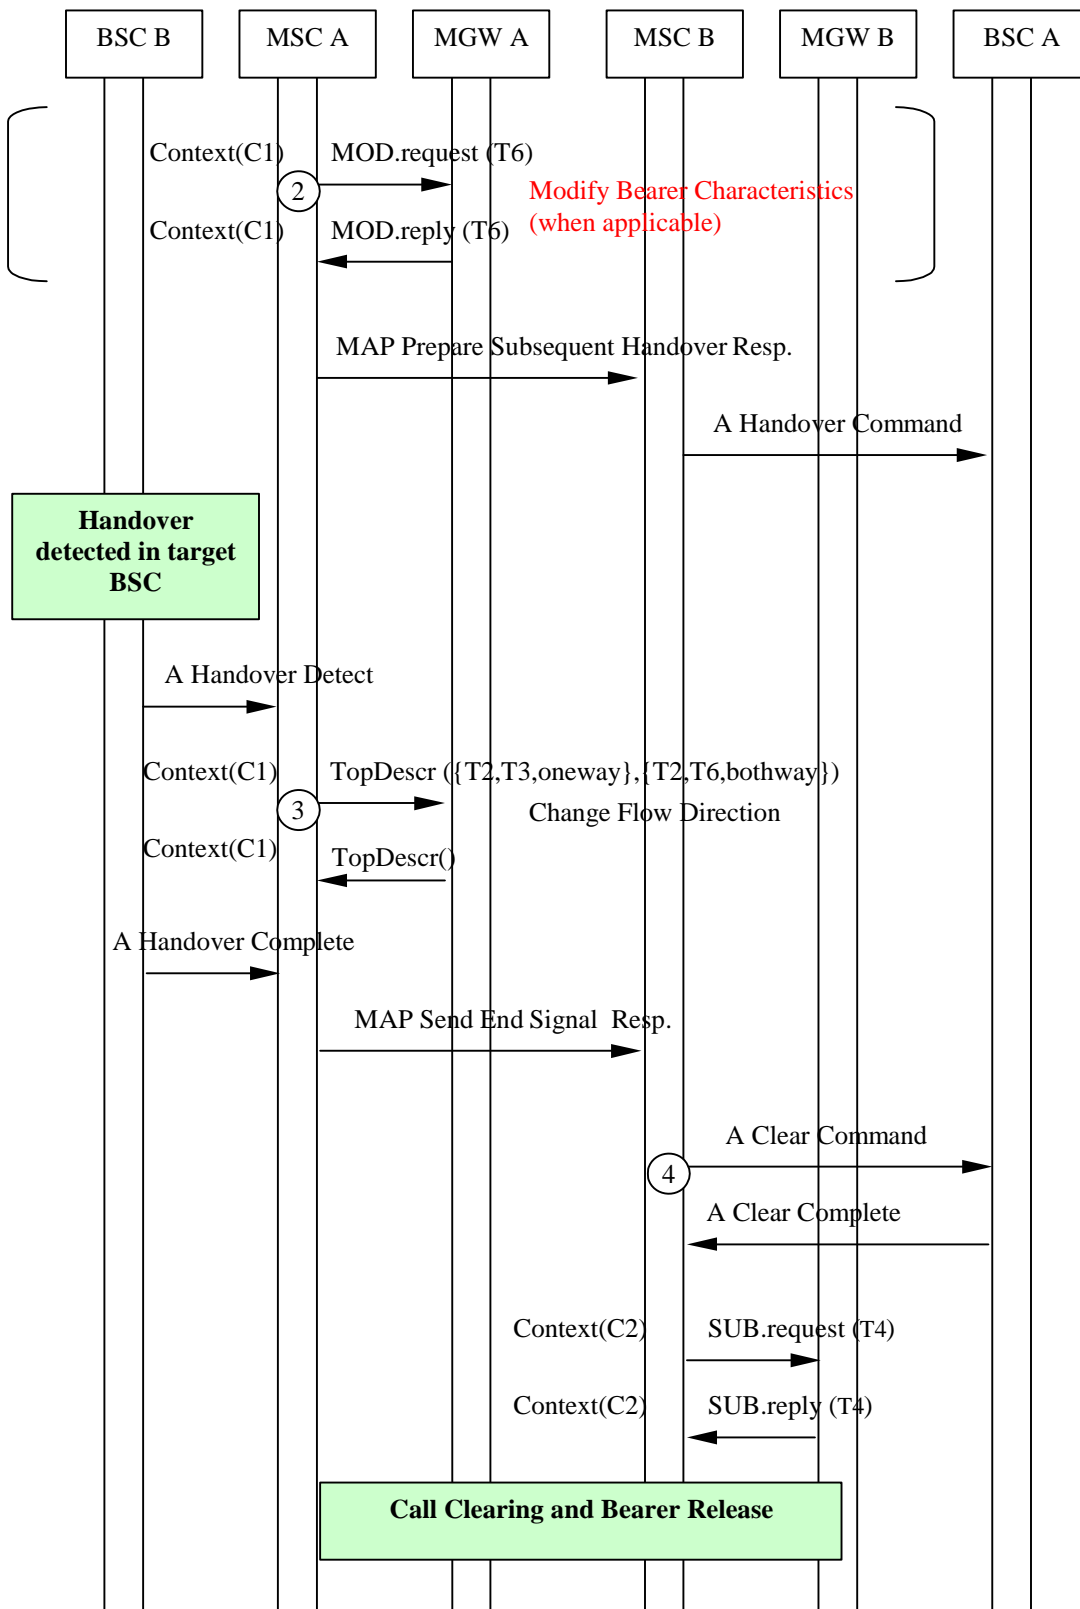 BSC B MSC A MGW A MSC B MGW B BSC A
Context(C1) MOD.request (T6)
2
Modify Bearer Characteristics
(when applicable)
Context(C1) MOD.reply (T6)
MAP Prepare Subsequent Handover Resp.
A Handover Command
Handover
detected in target
BSC
A Handover Detect
Context(C1) TopDescr ({T2,T3,oneway},{T2,T6,bothway})
3
Change Flow Direction
Context(C1) TopDescr()
A Handover Complete
MAP Send End Signal Resp.
A Clear Command
4
A Clear Complete
Context(C2) SUB.request (T4)
Context(C2) SUB.reply (T4)
Call Clearing and Bearer Release